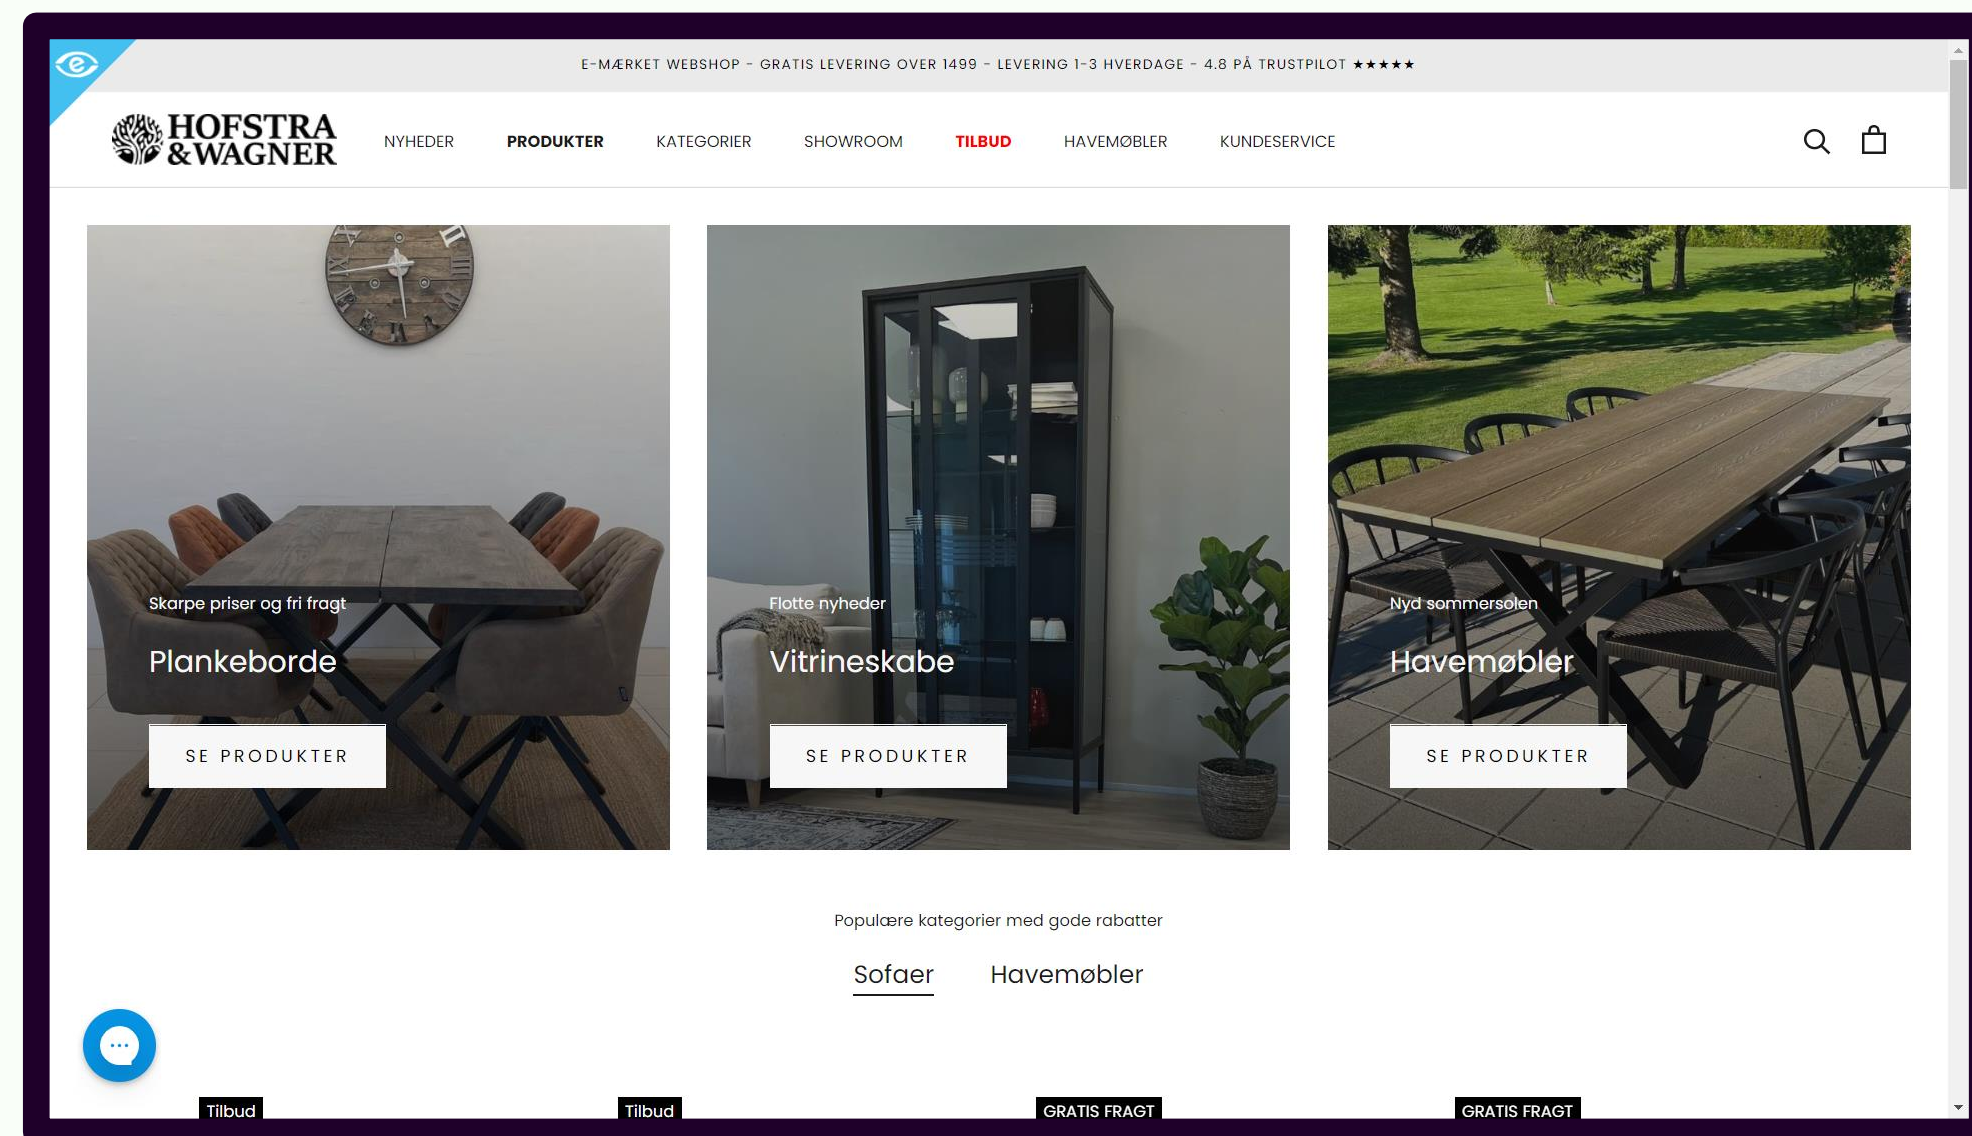 E-MÆRKET WEBSHOP - GRATIS LEVERING OVER 1499 - LEVERING 1-3 HVERDAGE - 4.8 PÅ TRUSTPILOT ★★★★★
HOFSTRA
&WAGNER
NYHEDER
PRODUKTER
KATEGORIER
SHOWROOM
TILBUD
HAVEMØBLER
KUNDESERVICE
Skarpe priser og fri fragt
Plankeborde
SE PRODUKTER
Flotte nyheder
Vitrineskabe
SE PRODUKTER
Nyd sommersolen
Havemøbler
SE PRODUKTER
Populære kategorier med gode rabatter
Sofaer
Havemøbler
Tilbud
Tilbud
GRATIS FRAGT
GRATIS FRAGT